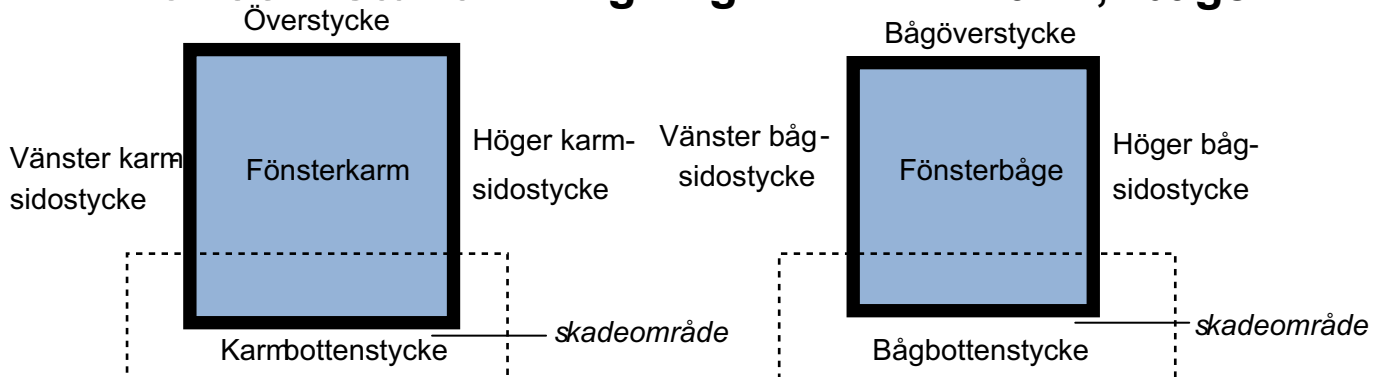 Överstycke
Vänster karm-
sidostycke
Fönsterkarm
Höger karm-
sidostycke
Karmbottenstycke
skadeområde
Bågöverstycke
Vänster båg-
sidostycke
Fönsterbåge
Höger båg-
sidostycke
Bågbottenstycke
skadeområde